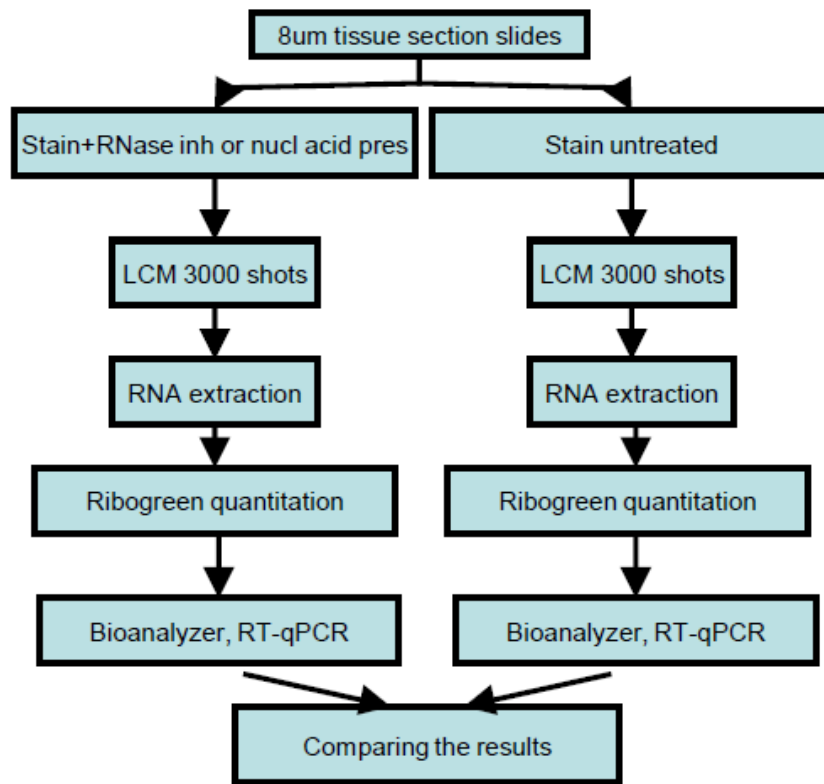 8um tissue section slides
Stain+RNase inh or nucl acid pres
Stain untreated
LCM 3000 shots
LCM 3000 shots
RNA extraction
RNA extraction
Ribogreen quantitation
Ribogreen quantitation
Bioanalyzer, RT-qPCR
Bioanalyzer, RT-qPCR
Comparing the results